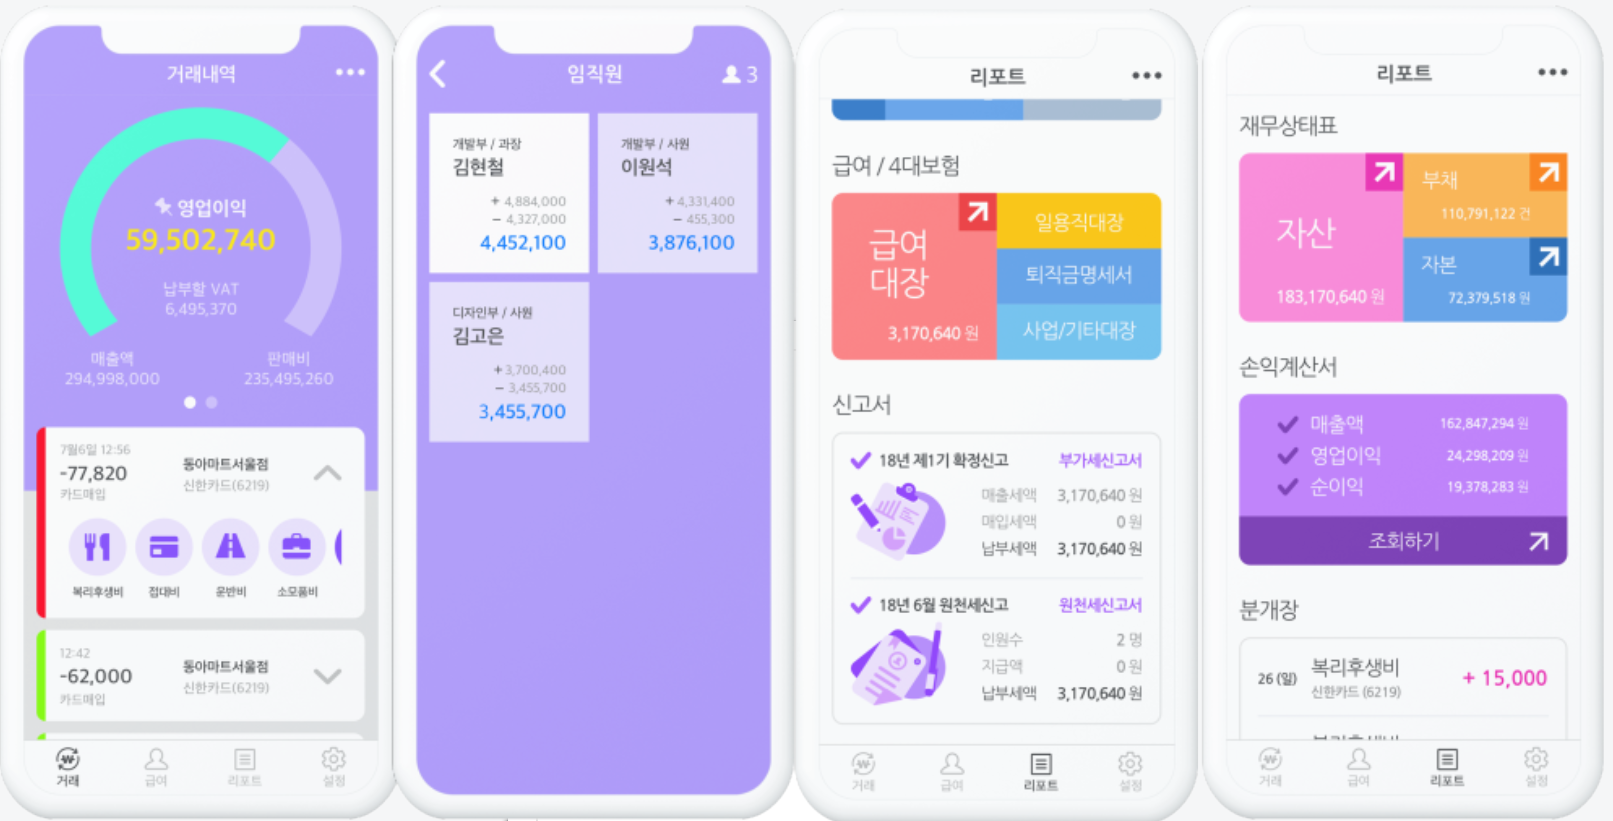 거래내역
영업이익
59,502,740
납부할 VAT
6,495,370
매출액
294,998,000
판매비
235,495,260
7월6일 12:56
-77,820
카드매입
동아마트서울점
신한카드(6219)
복리후생비
접대비
운반비
소모품비
12:42
-62,000
카드매입
동아마트서울점
신한카드(6219)
거래
급여
리포트
설정
임직원
3
개발부 / 과장
김현철
+ 4,884,000
- 4,327,000
4,452,100
개발부 / 사원
이원석
+ 4,331,400
- 455,300
3,876,100
디자인부 / 사원
김고은
+ 3,700,400
- 3,455,700
3,455,700
리포트
급여 / 4대보험
급여
대장
3,170,640 원
일용직대장
퇴직금명세서
사업/기타대장
신고서
18년 제1기 확정신고
부가세신고서
매출세액 3,170,640 원
매입세액 0 원
납부세액 3,170,640 원
18년 6월 원천세신고
원천세신고서
인원수 2 명
지급액 0 원
납부세액 3,170,640 원
거래
급여
리포트
설정
리포트
재무상태표
자산
183,170,640 원
부채
110,791,122 건
자본
72,379,518 원
손익계산서
매출액 162,847,294 원
영업이익 24,298,209 원
순이익 19,378,283 원
조회하기
분개장
26 (일)
복리후생비
신한카드 (6219)
+ 15,000
거래
급여
리포트
설정